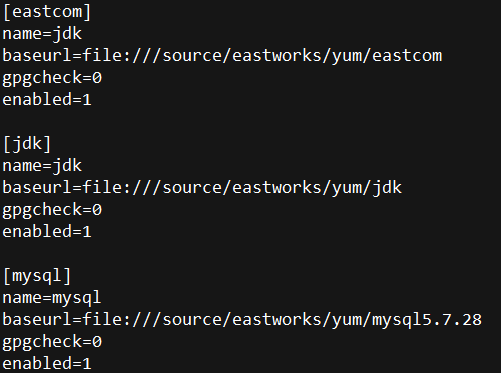 [eastcom]
name=jdk
baseurl=file:///source/eastworks/yum/eastcom
gpgcheck=0
enabled=1
[jdk]
name=jdk
baseurl=file:///source/eastworks/yum/jdk
gpgcheck=0
enabled=1
[mysql]
name=mysql
baseurl=file:///source/eastworks/yum/mysql5.7.28
gpgcheck=0
enabled=1